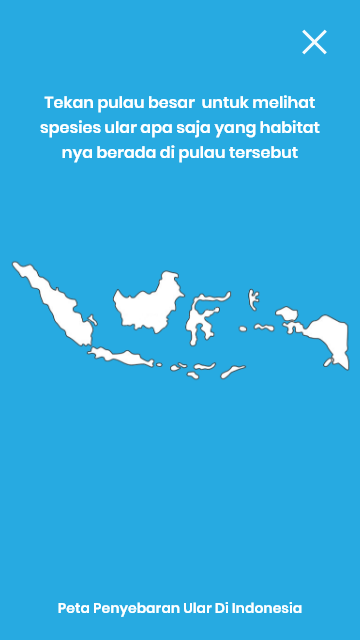 Tekan pulau besar  untuk melihat
spesies ular apa saja yang habitat
nya berada di pulau tersebut
Peta Penyebaran Ular Di Indonesia